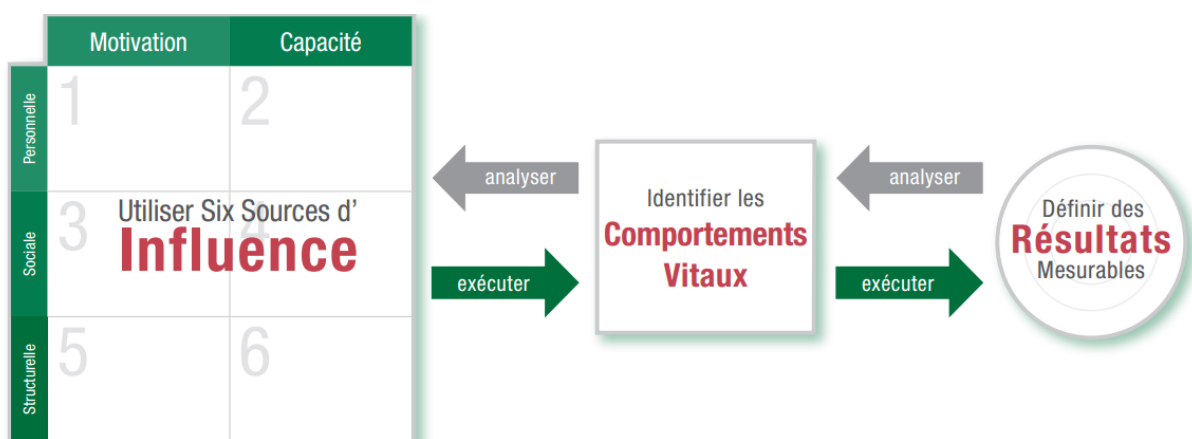 Motivation
Capacité
Personnelle
1
2
Sociale
3
4
Utiliser Six Sources d'
Influence
Structurelle
5
6
analyser
exécuter
Identifier les
Comportements
Vitaux
analyser
exécuter
Définir des
Résultats
Mesurables